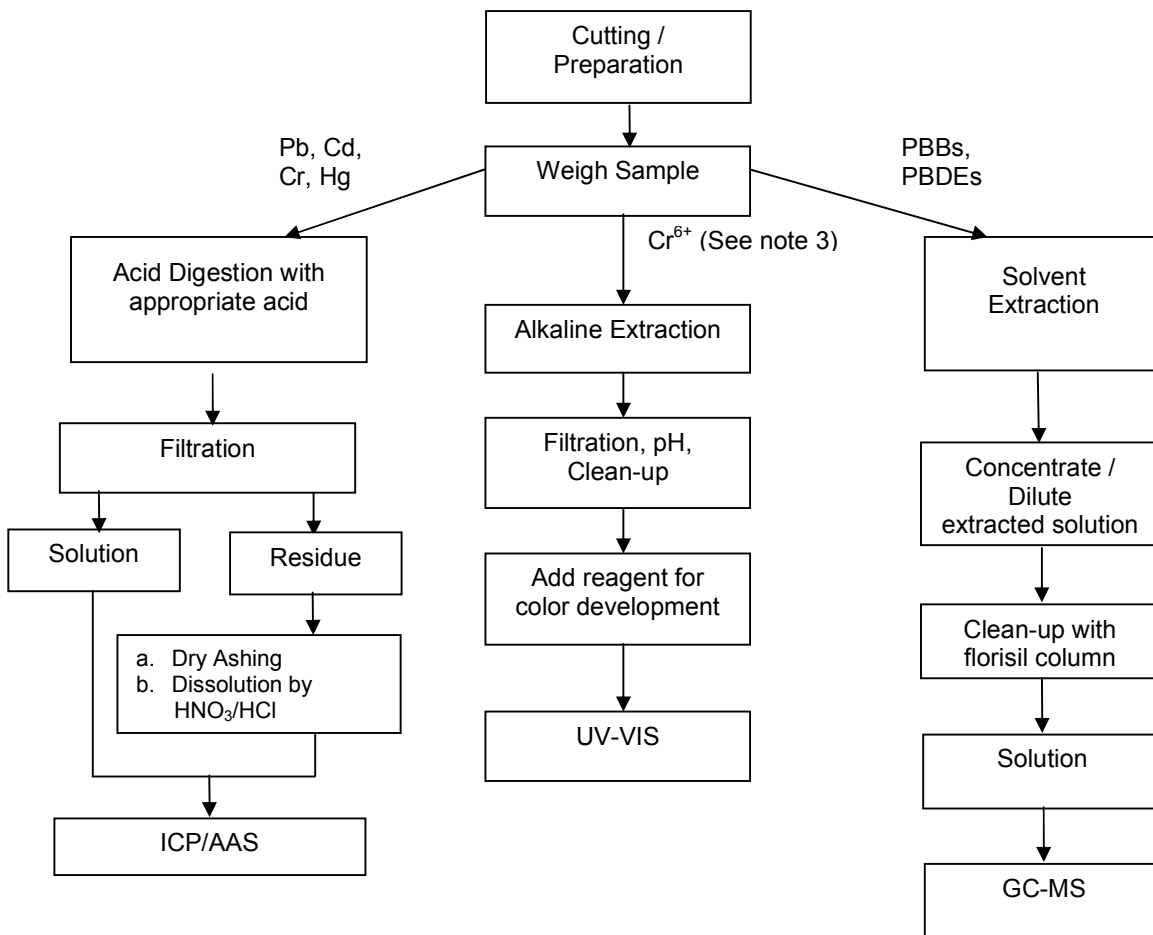 Cutting /
Preparation
Weigh Sample
Pb, Cd,
Cr, Hg
PBBs,
PBDEs
Cr⁶⁺ (See note 3)
Acid Digestion with
appropriate acid
Filtration
Solution
Residue
a. Dry Ashing
b. Dissolution by
HNO₃/HCl
ICP/AAS
Alkaline Extraction
Filtration, pH,
Clean-up
Add reagent for
color development
UV-VIS
Solvent
Extraction
Concentrate /
Dilute
extracted solution
Clean-up with
florisil column
Solution
GC-MS